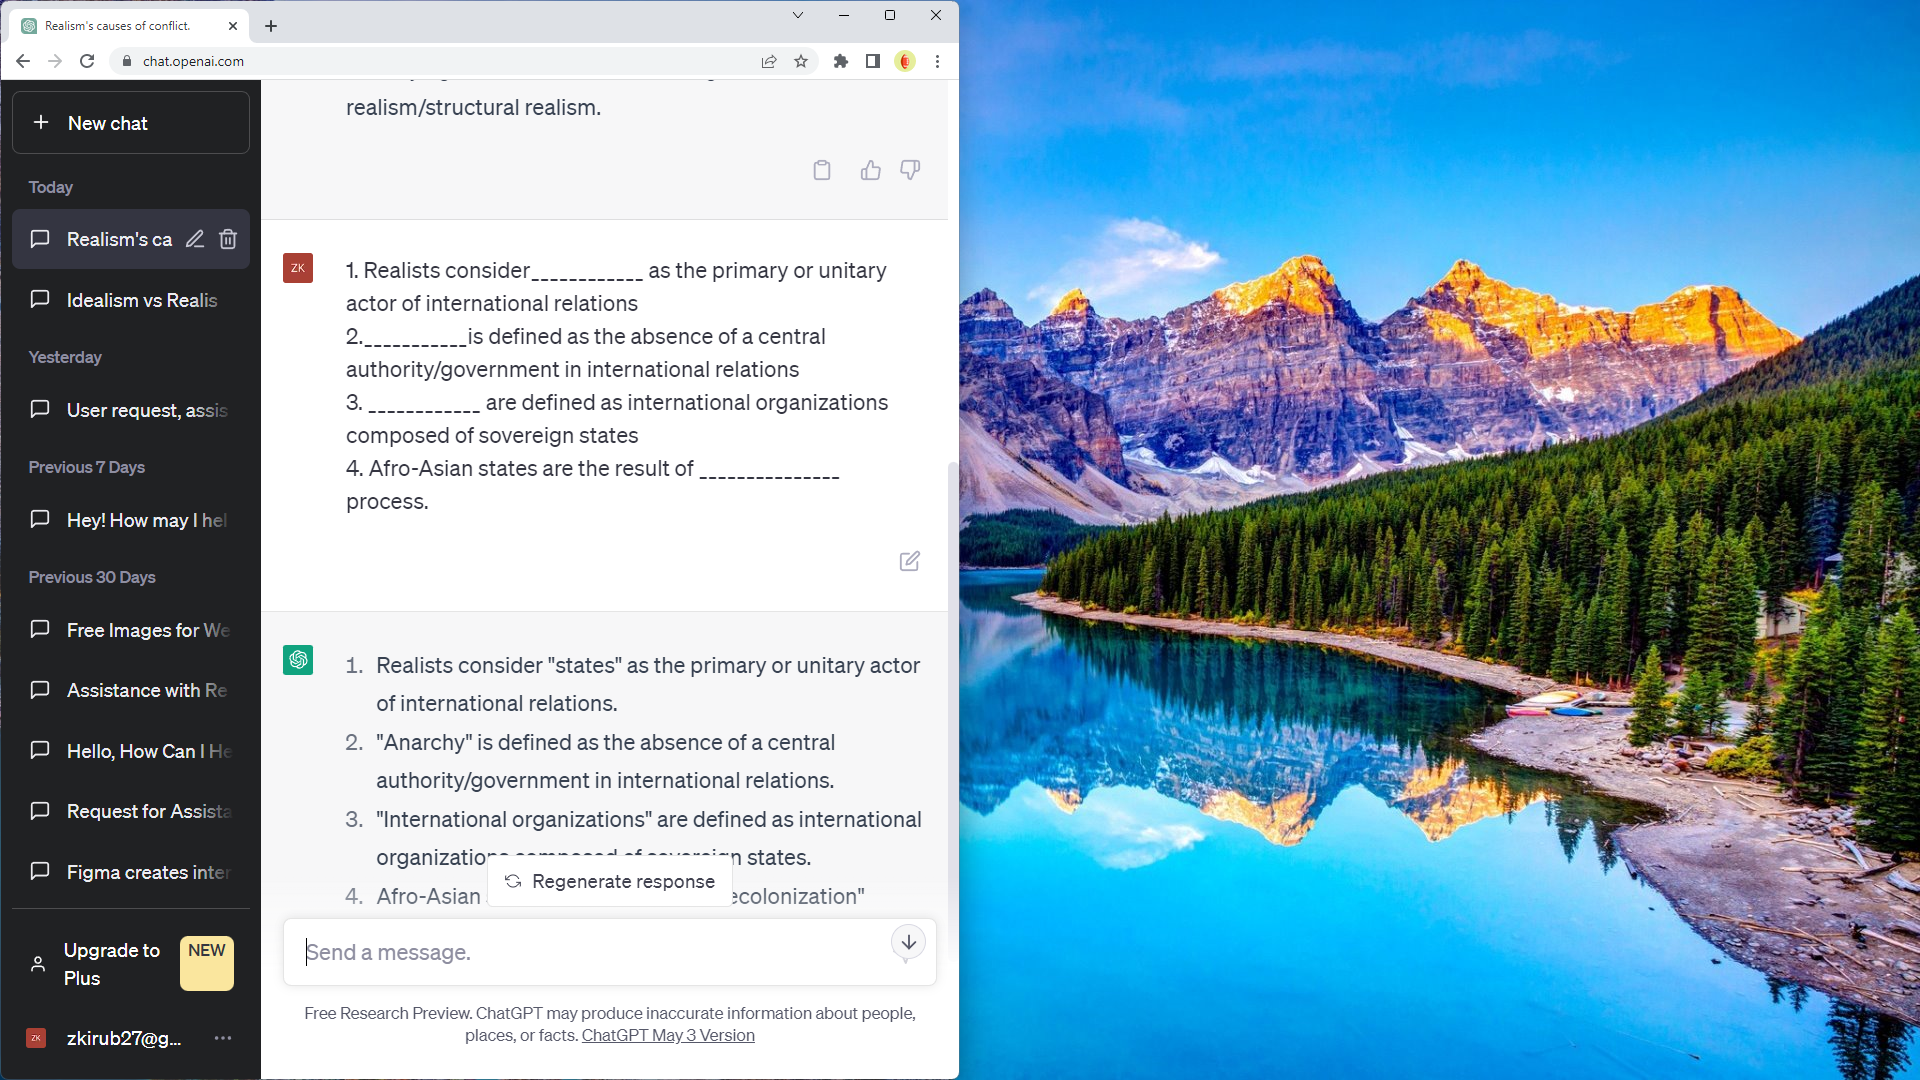 Realism's causes of conflict.
chat.openai.com
New chat
Today
Realism's ca
Idealism vs Realis
Yesterday
User request, assis
Previous 7 Days
Hey! How may I hel
Previous 30 Days
Free Images for We
Assistance with Re
Hello, How Can I He
Request for Assista
Figma creates inter
Upgrade to Plus
NEW
ZK
zkirub27@g...
realism/structural realism.
ZK
1. Realists consider____________ as the primary or unitary
actor of international relations
2.___________is defined as the absence of a central
authority/government in international relations
3. ____________ are defined as international organizations
composed of sovereign states
4. Afro-Asian states are the result of _______________
process.
1. Realists consider "states" as the primary or unitary actor
of international relations.
2. "Anarchy" is defined as the absence of a central
authority/government in international relations.
3. "International organizations" are defined as international
organizations composed of sovereign states.
4. Afro-Asian ecolonization"
Regenerate response
Send a message.
Free Research Preview. ChatGPT may produce inaccurate information about people,
places, or facts. ChatGPT May 3 Version